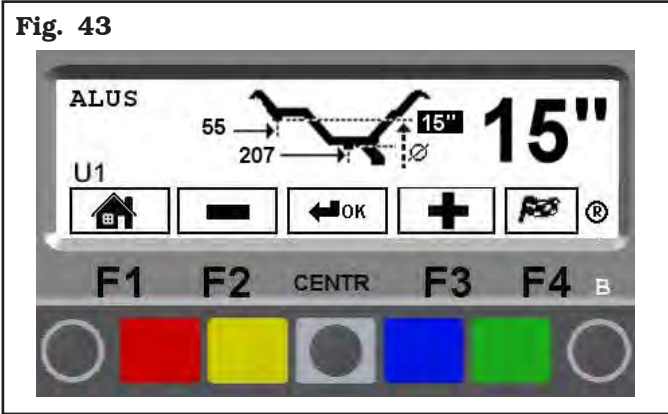 Fig. 43
ALUS
55
15"
15"
207
Ø
U1
OK
®
F1 F2 CENTR F3 F4 B